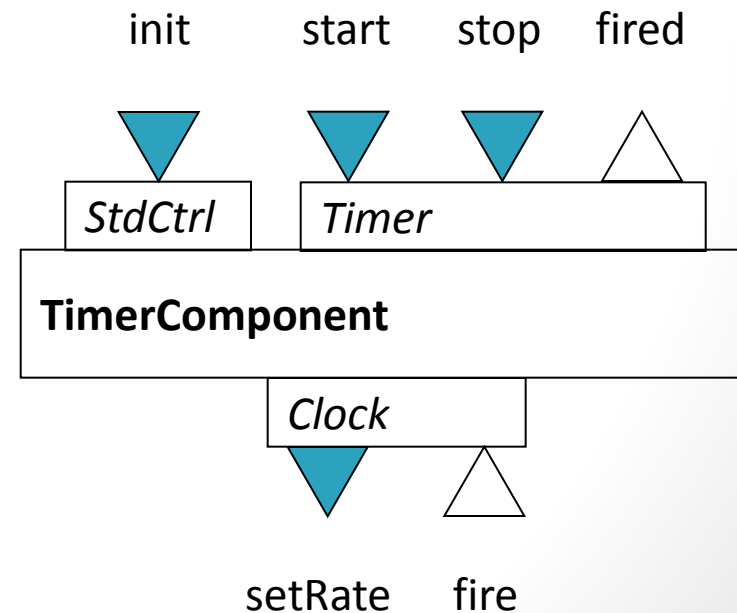 init start stop fired
StdCtrl Timer
TimerComponent
Clock
setRate fire